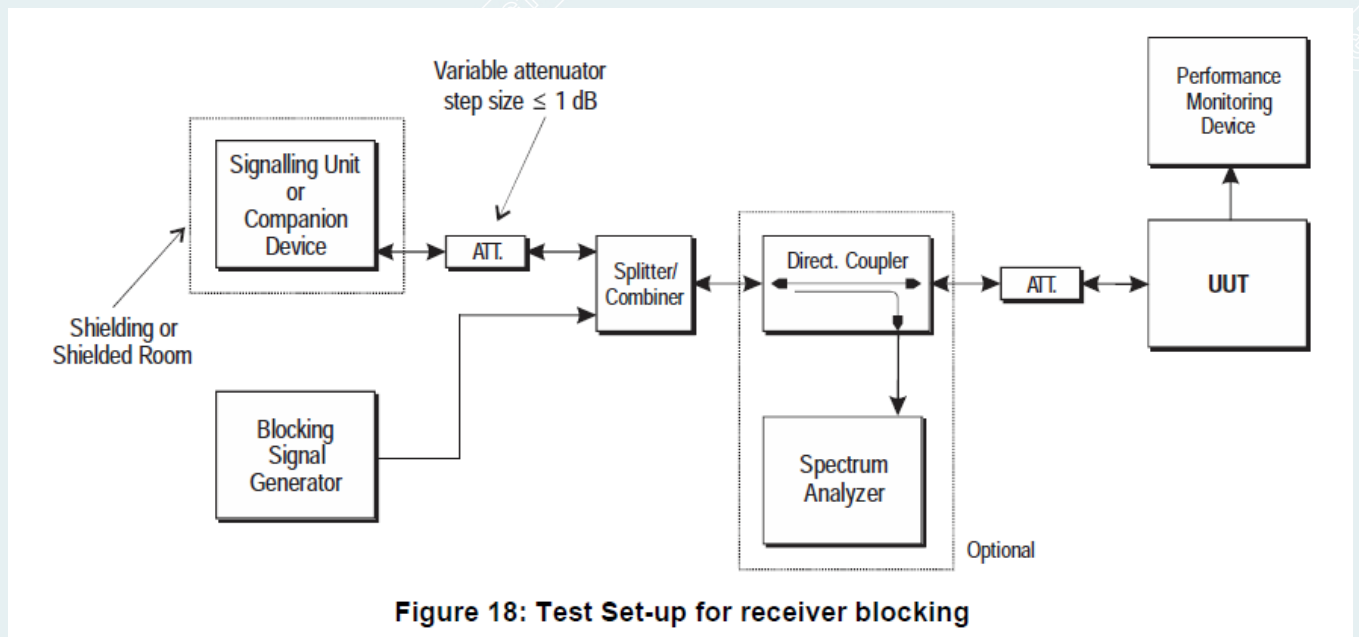 Variable attenuator
step size ≤ 1 dB
Performance
Monitoring
Device
Signalling Unit
or
Companion
Device
ATT.
Splitter/
Combiner
Direct. Coupler
ATT.
UUT
Shielding or
Shielded Room
Blocking
Signal
Generator
Spectrum
Analyzer
Optional
Figure 18: Test Set-up for receiver blocking